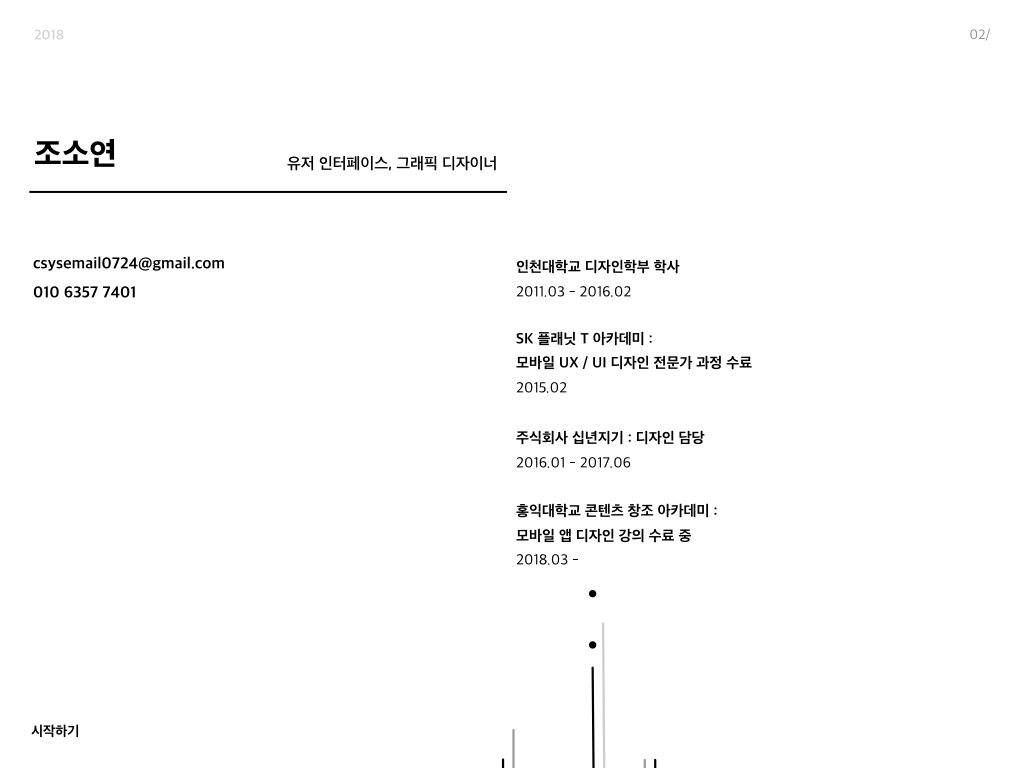 2018
02/
조소연
유저 인터페이스, 그래픽 디자이너
csysemail0724@gmail.com
010 6357 7401
인천대학교 디자인학부 학사
2011.03 - 2016.02
SK 플래닛 T 아카데미 :
모바일 UX / UI 디자인 전문가 과정 수료
2015.02
주식회사 십년지기 : 디자인 담당
2016.01 - 2017.06
홍익대학교 콘텐츠 창조 아카데미 :
모바일 앱 디자인 강의 수료 중
2018.03 -
시작하기